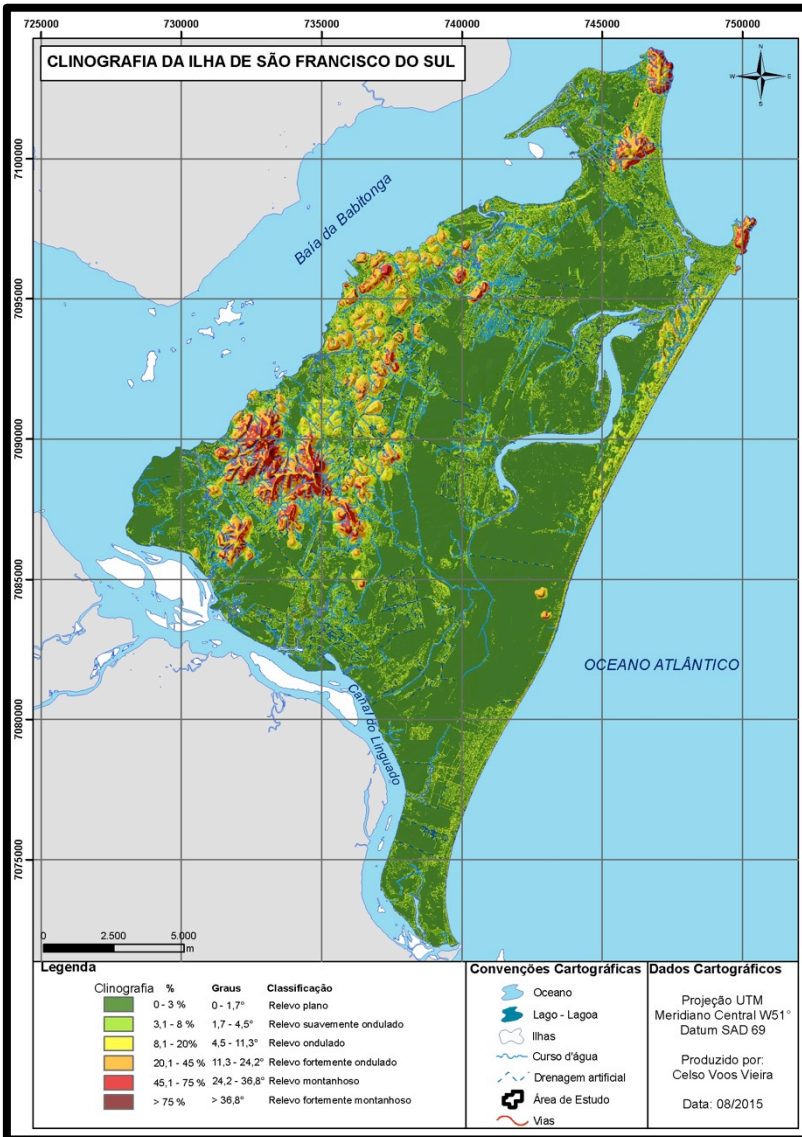 725000 730000 735000 740000 745000 750000
CLINOGRAFIA DA ILHA DE SÃO FRANCISCO DO SUL
N
W E
S
7100000
Baía da Babitonga
7095000
7090000
7085000
OCEANO ATLÂNTICO
7080000
Canal do Linguado
7075000
0 2.500 5.000
m
Legenda
Clinografia % Graus Classificação
0 - 3 % 0 - 1,7° Relevo plano
3,1 - 8 % 1,7 - 4,5° Relevo suavemente ondulado
8,1 - 20% 4,5 - 11,3° Relevo ondulado
20,1 - 45 % 11,3 - 24,2° Relevo fortemente ondulado
45,1 - 75 % 24,2 - 36,8° Relevo montanhoso
> 75 % > 36,8° Relevo fortemente montanhoso
Convenções Cartográficas
Oceano
Lago - Lagoa
Ilhas
Curso d'água
Drenagem artificial
Área de Estudo
Vias
Dados Cartográficos
Projeção UTM
Meridiano Central W51°
Datum SAD 69
Produzido por:
Celso Voos Vieira
Data: 08/2015